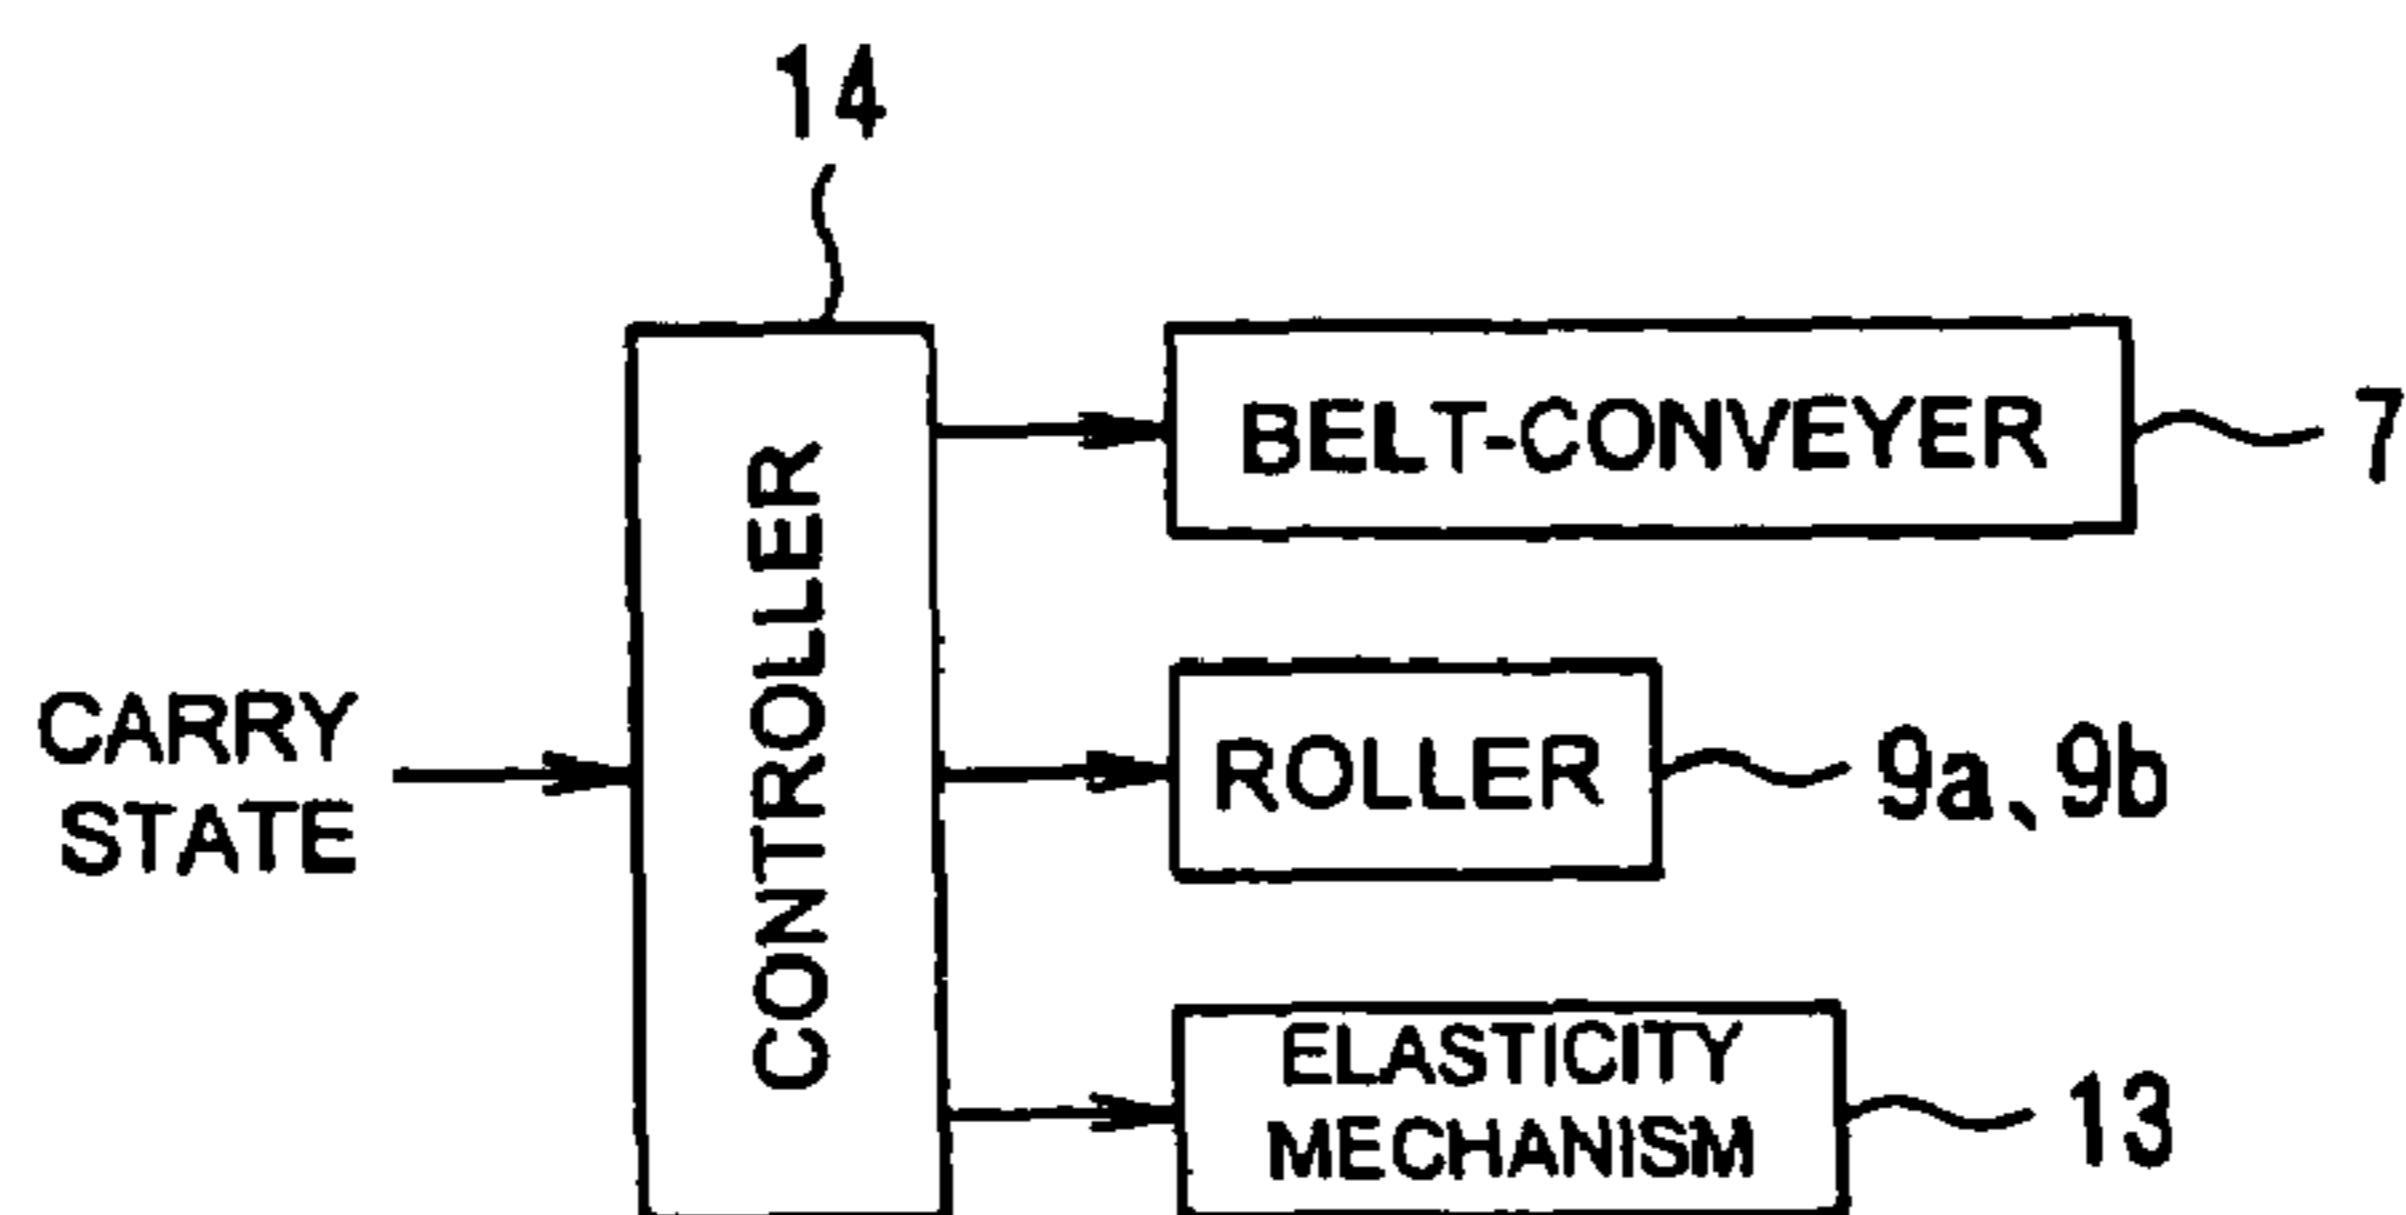 14
BELT-CONVEYER
7
CONTROLLER
CARRY
STATE
ROLLER
9a、9b
ELASTICITY
MECHANISM
13